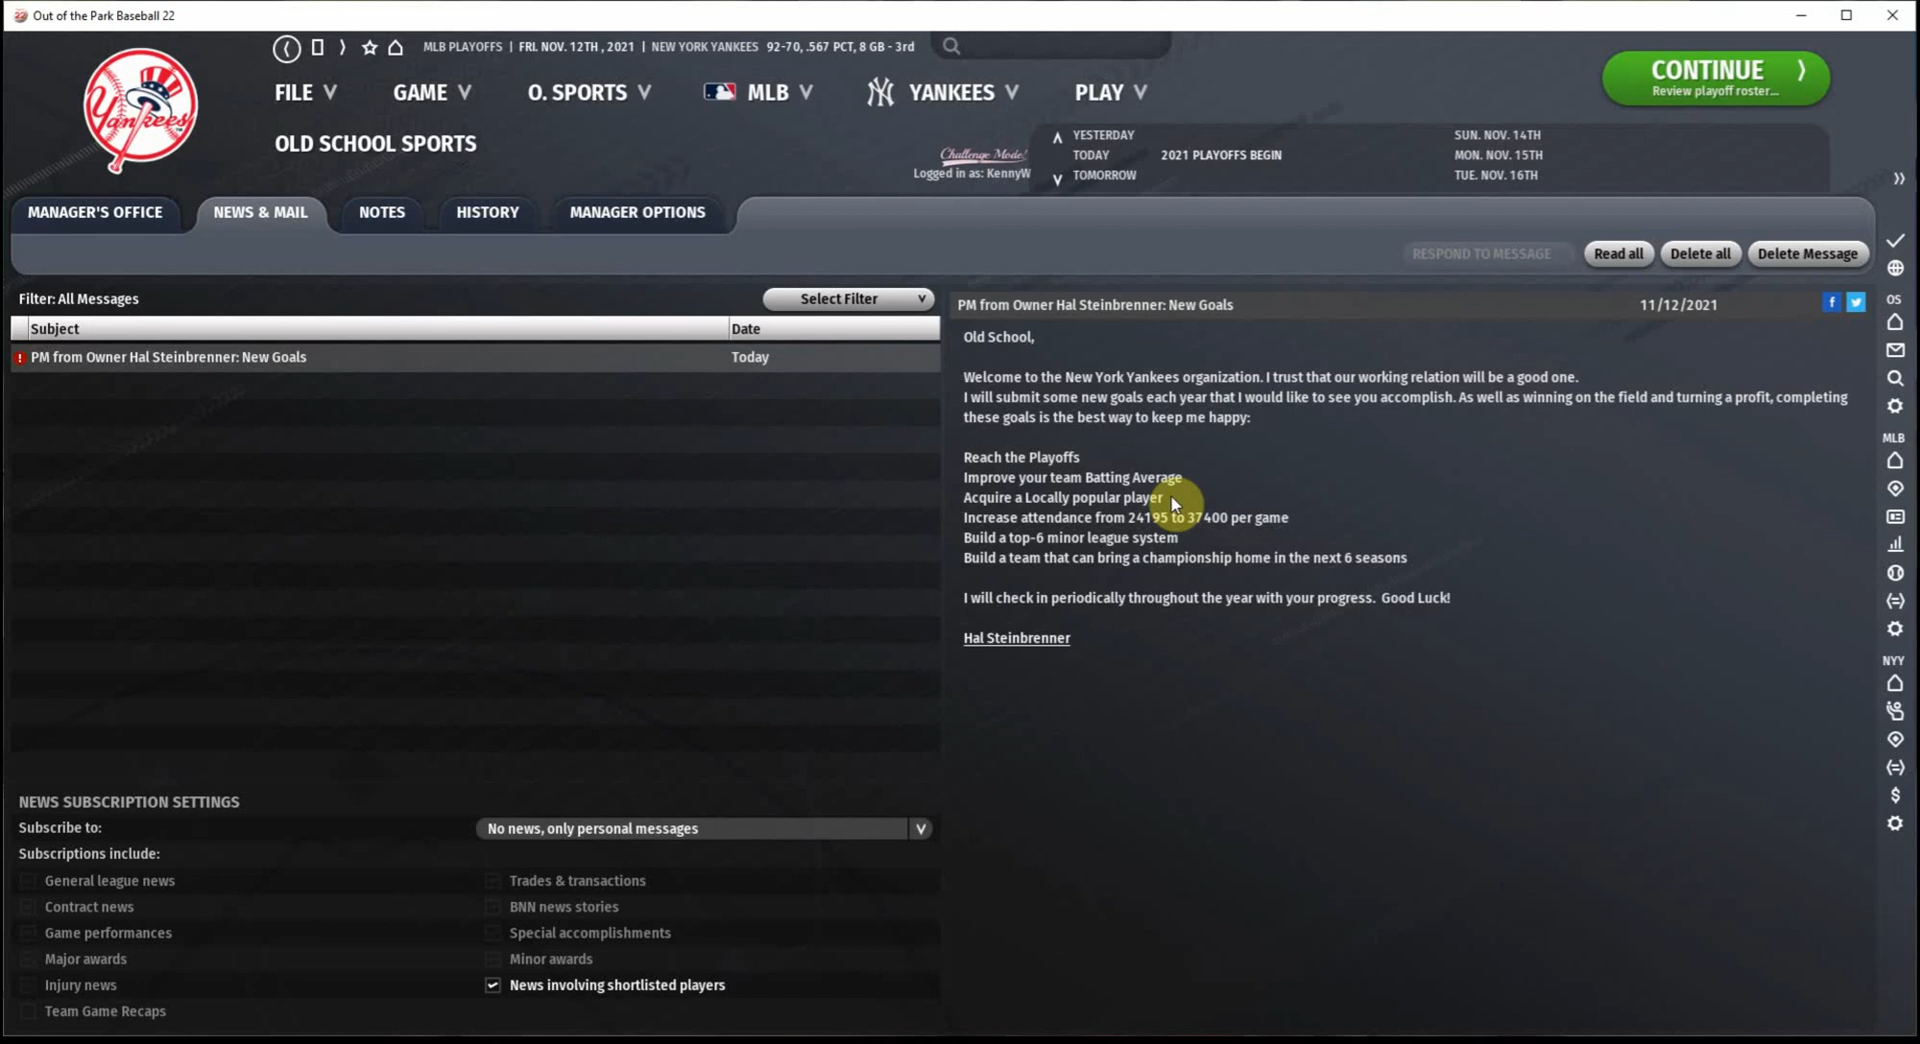 Out of the Park Baseball 22
MLB PLAYOFFS | FRI. NOV. 12TH , 2021 | NEW YORK YANKEES 92-70, .567 PCT, 8 GB - 3rd
FILE GAME O. SPORTS MLB YANKEES PLAY
CONTINUE
Review playoff roster...
OLD SCHOOL SPORTS
Yankees
Challenge Mode!
Logged in as: KennyW
YESTERDAY SUN. NOV. 14TH
TODAY 2021 PLAYOFFS BEGIN MON. NOV. 15TH
TOMORROW TUE. NOV. 16TH
MANAGER'S OFFICE NEWS & MAIL NOTES HISTORY MANAGER OPTIONS
RESPOND TO MESSAGE Read all Delete all Delete Message
Filter: All Messages Select Filter
Subject Date
! PM from Owner Hal Steinbrenner: New Goals Today
PM from Owner Hal Steinbrenner: New Goals 11/12/2021
Old School,
Welcome to the New York Yankees organization. I trust that our working relation will be a good one.
I will submit some new goals each year that I would like to see you accomplish. As well as winning on the field and turning a profit, completing
these goals is the best way to keep me happy:
Reach the Playoffs
Improve your team Batting Average
Acquire a Locally popular player
Increase attendance from 24195 to 37400 per game
Build a top-6 minor league system
Build a team that can bring a championship home in the next 6 seasons
I will check in periodically throughout the year with your progress. Good Luck!
Hal Steinbrenner
NEWS SUBSCRIPTION SETTINGS
Subscribe to: No news, only personal messages
Subscriptions include:
General league news Trades & transactions
Contract news BNN news stories
Game performances Special accomplishments
Major awards Minor awards
Injury news News involving shortlisted players
Team Game Recaps
OS
MLB
NYY
$